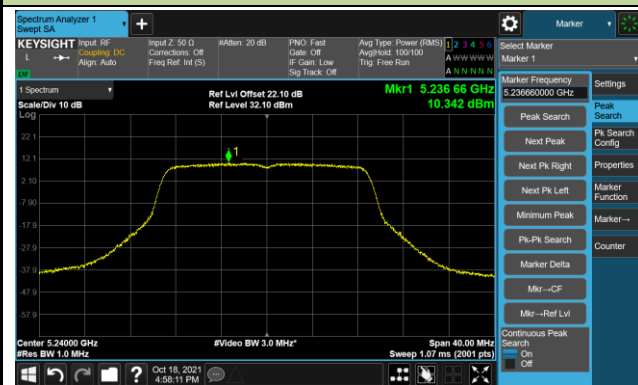 Spectrum Analyzer 1
Swept SA
+
Marker
KEYSIGHT
L
Input: RF
Coupling: DC
Align: Auto
Input Z: 50 Ω
Corrections: Off
Freq Ref: Int (S)
#Atten: 20 dB
PNO: Fast
Gate: Off
IF Gain: Low
Sig Track: Off
Avg Type: Power (RMS)
Avg|Hold: 100/100
Trig: Free Run
1 2 3 4 5 6
A W W W W W
A N N N N N
Select Marker
Marker 1
1 Spectrum
Scale/Div 10 dB
Log
Ref Lvl Offset 22.10 dB
Ref Level 32.10 dBm
Mkr1 5.236 66 GHz
10.342 dBm
1
22.1
12.1
2.10
-7.90
-17.9
-27.9
-37.9
-47.9
-57.9
Center 5.24000 GHz
#Res BW 1.0 MHz
#Video BW 3.0 MHz*
Span 40.00 MHz
Sweep 1.07 ms (2001 pts)
Marker Frequency
5.236660000 GHz
Peak Search
Next Peak
Next Pk Right
Next Pk Left
Minimum Peak
Pk-Pk Search
Marker Delta
Mkr→CF
Mkr→Ref Lvl
Continuous Peak
Search
On
Off
Settings
Peak
Search
Pk Search
Config
Properties
Marker
Function
Marker→
Counter
?
Oct 18, 2021
4:58:11 PM